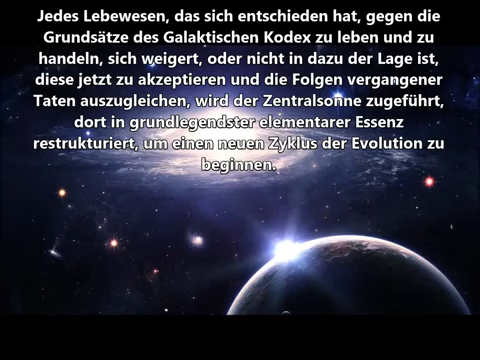 Jedes Lebewesen, das sich entschieden hat, gegen die
Grundsätze des Galaktischen Kodex zu leben und zu
handeln, sich weigert, oder nicht in dazu der Lage ist,
diese jetzt zu akzeptieren und die Folgen vergangener
Taten auszugleichen, wird der Zentralsonne zugeführt,
dort in grundlegendster elementarer Essenz
restrukturiert, um einen neuen Zyklus der Evolution zu
beginnen.